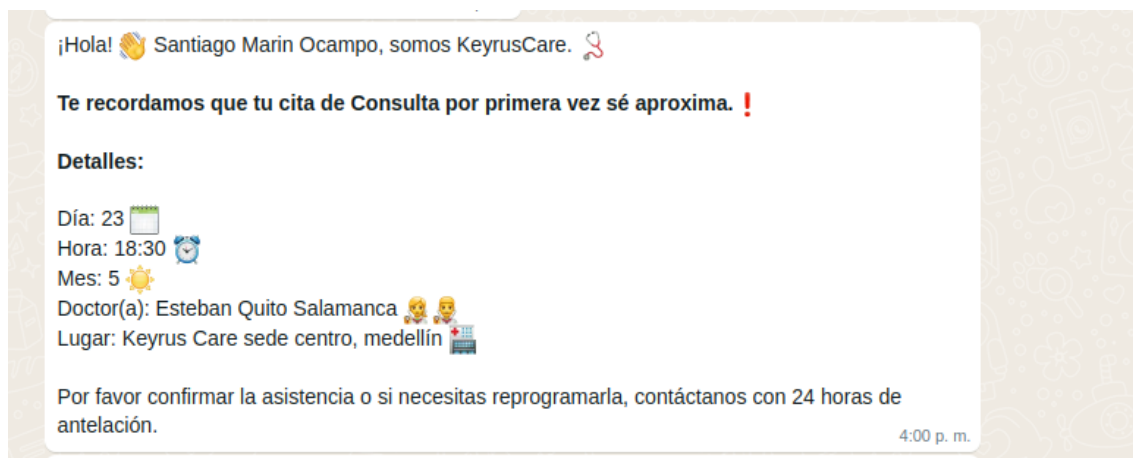 ¡Hola! 👋 Santiago Marin Ocampo, somos KeyrusCare. 🩺
Te recordamos que tu cita de Consulta por primera vez sé aproxima. ❗
Detalles:
Día: 23 🗓️
Hora: 18:30 ⏰
Mes: 5 ☀️
Doctor(a): Esteban Quito Salamanca 👩‍⚕️ 👨‍⚕️
Lugar: Keyrus Care sede centro, medellín 🏥
Por favor confirmar la asistencia o si necesitas reprogramarla, contáctanos con 24 horas de
antelación.
4:00 p. m.